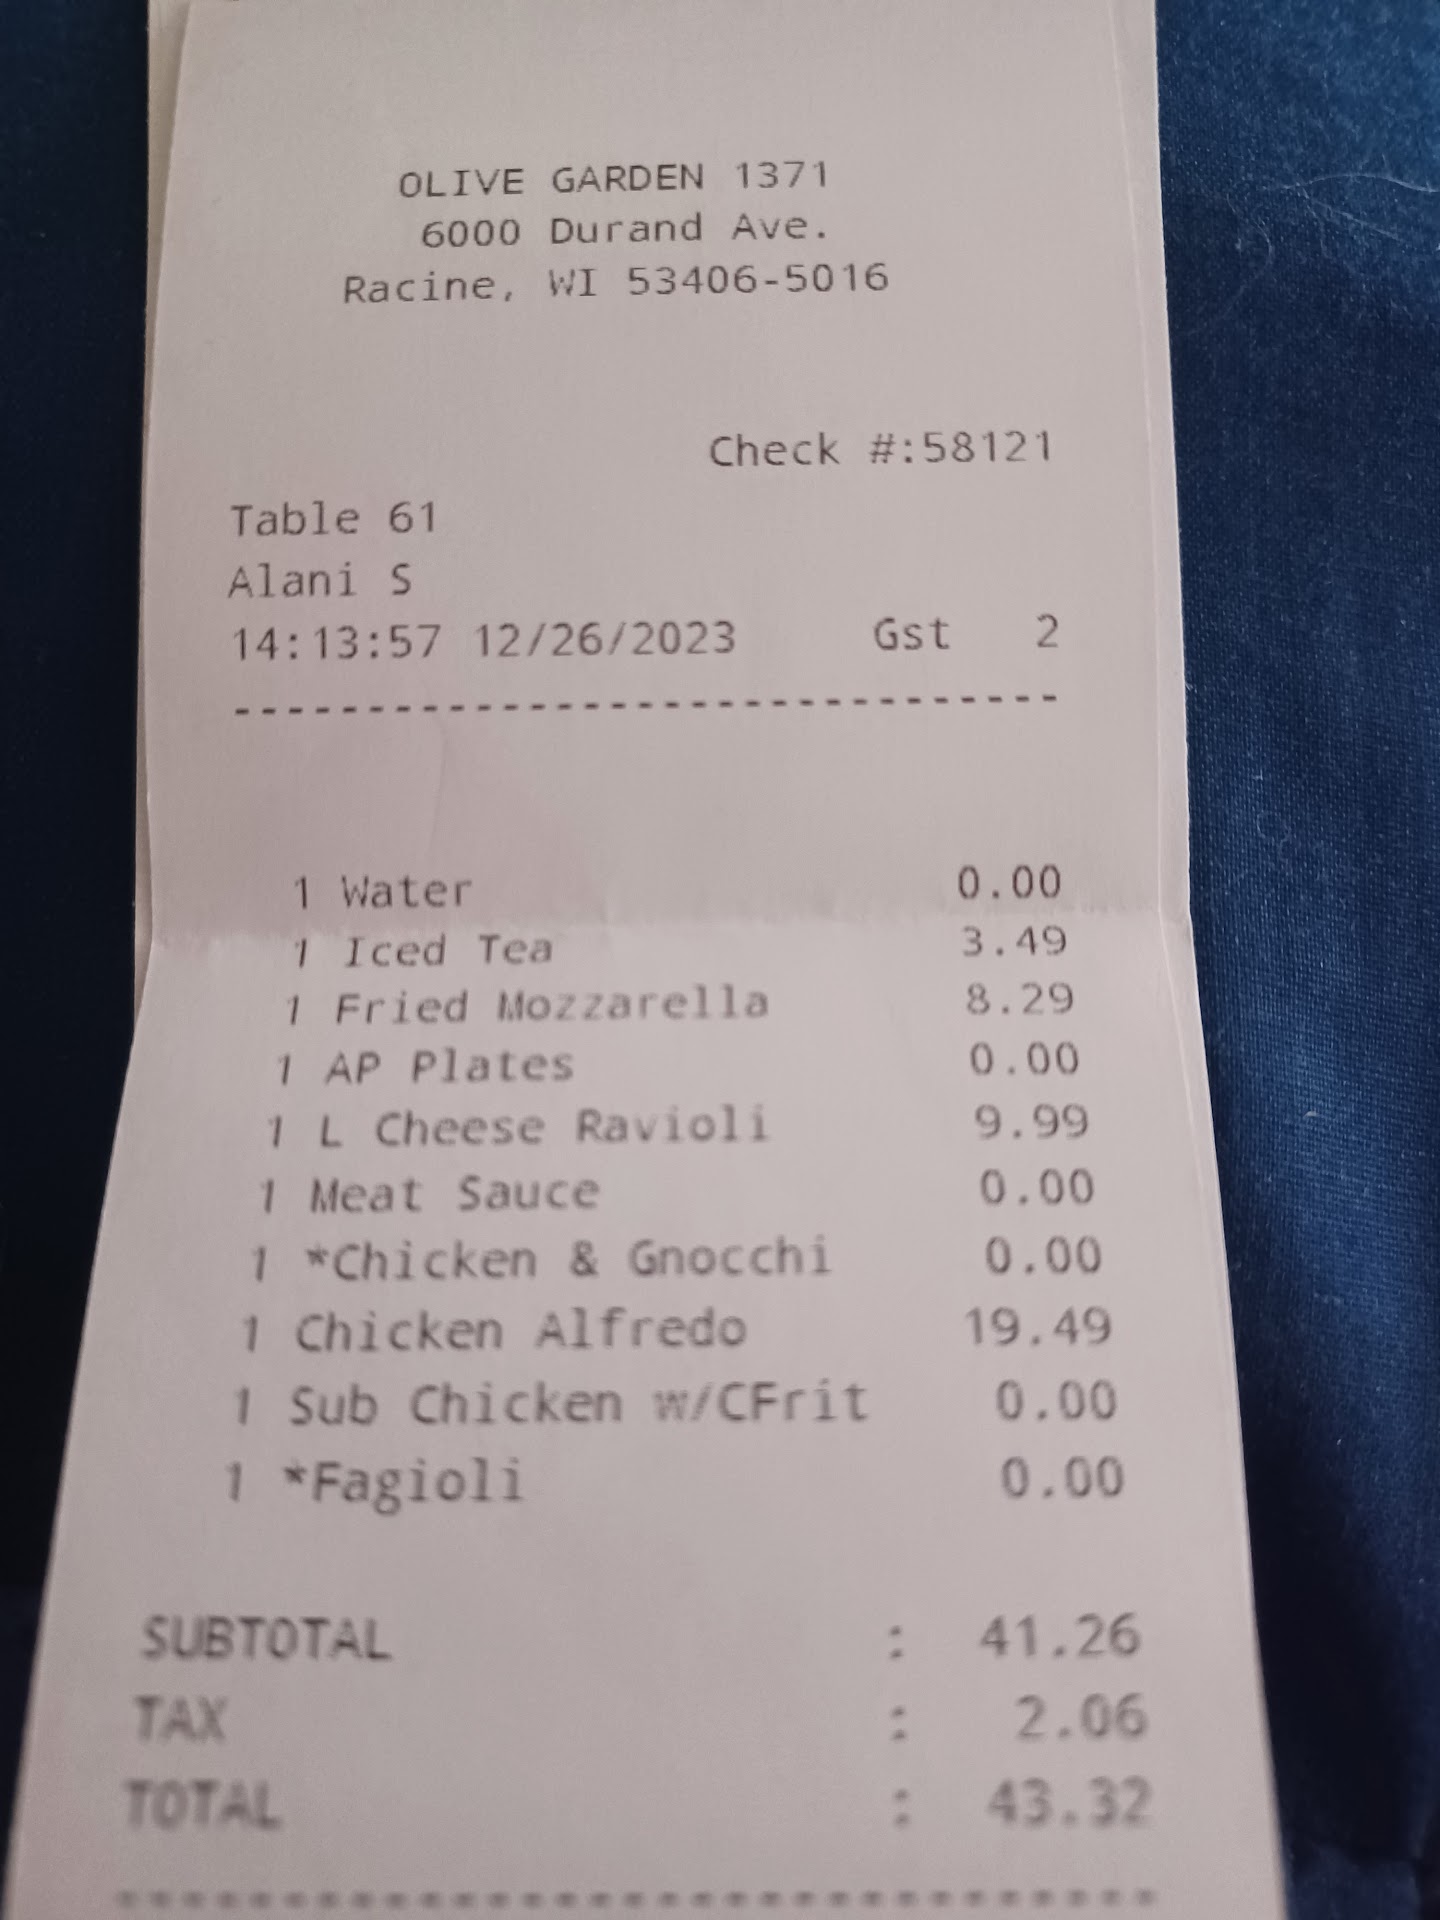 OLIVE GARDEN 1371
6000 Durand Ave.
Racine, WI 53406-5016
Check #:58121
Table 61
Alani S
14:13:57 12/26/2023 Gst 2
--------------------------------
1 Water 0.00
1 Iced Tea 3.49
1 Fried Mozzarella 8.29
1 AP Plates 0.00
1 L Cheese Ravioli 9.99
1 Meat Sauce 0.00
1 *Chicken & Gnocchi 0.00
1 Chicken Alfredo 19.49
1 Sub Chicken w/CFrit 0.00
1 *Fagioli 0.00
SUBTOTAL : 41.26
TAX : 2.06
TOTAL : 43.32
--------------------------------